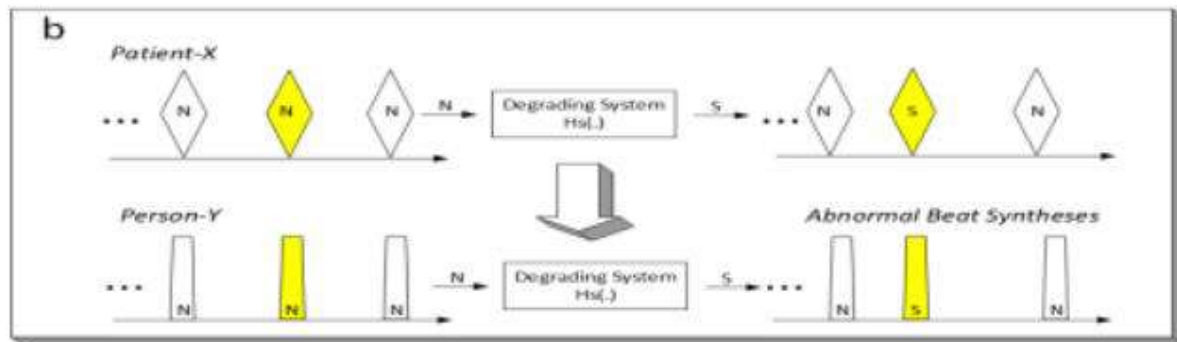 b
Patient-X
... N N N N Degrading System S ... N S N
Hs(.)
Person-Y Abnormal Beat Syntheses
... N N N N Degrading System S ... N S N
Hs(.)